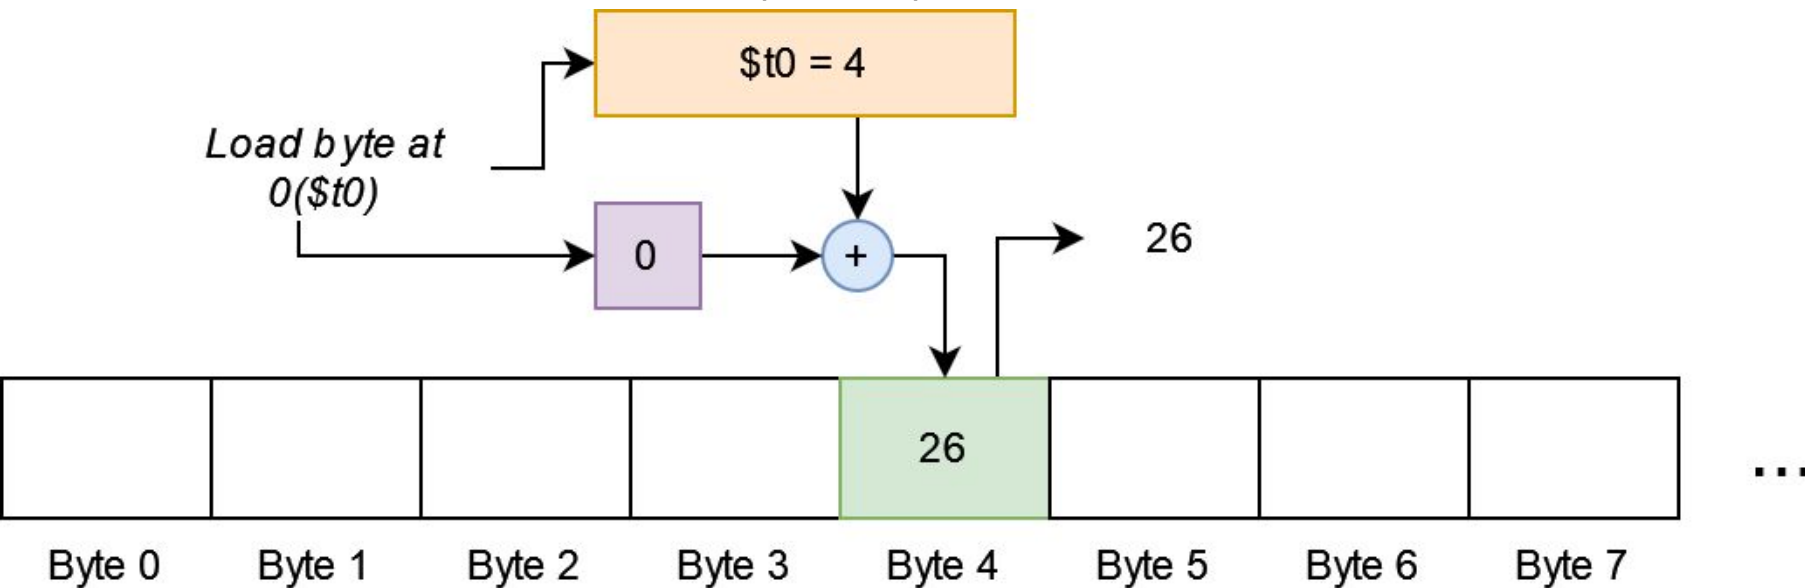 $t0 = 4
Load byte at
0($t0)
0
+
26
26
...
Byte 0
Byte 1
Byte 2
Byte 3
Byte 4
Byte 5
Byte 6
Byte 7